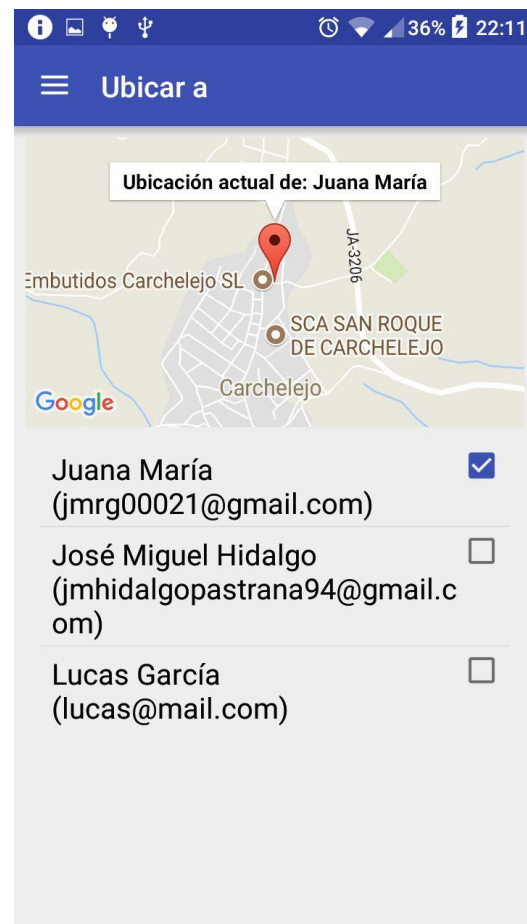 36% 22:11
Ubicar a
Ubicación actual de: Juana María
JA-3206
Embutidos Carchelejo SL
SCA SAN ROQUE
DE CARCHELEJO
Carchelejo
Google
Juana María
(jmrg00021@gmail.com)
José Miguel Hidalgo
(jmhidalgopastrana94@gmail.c
om)
Lucas García
(lucas@mail.com)